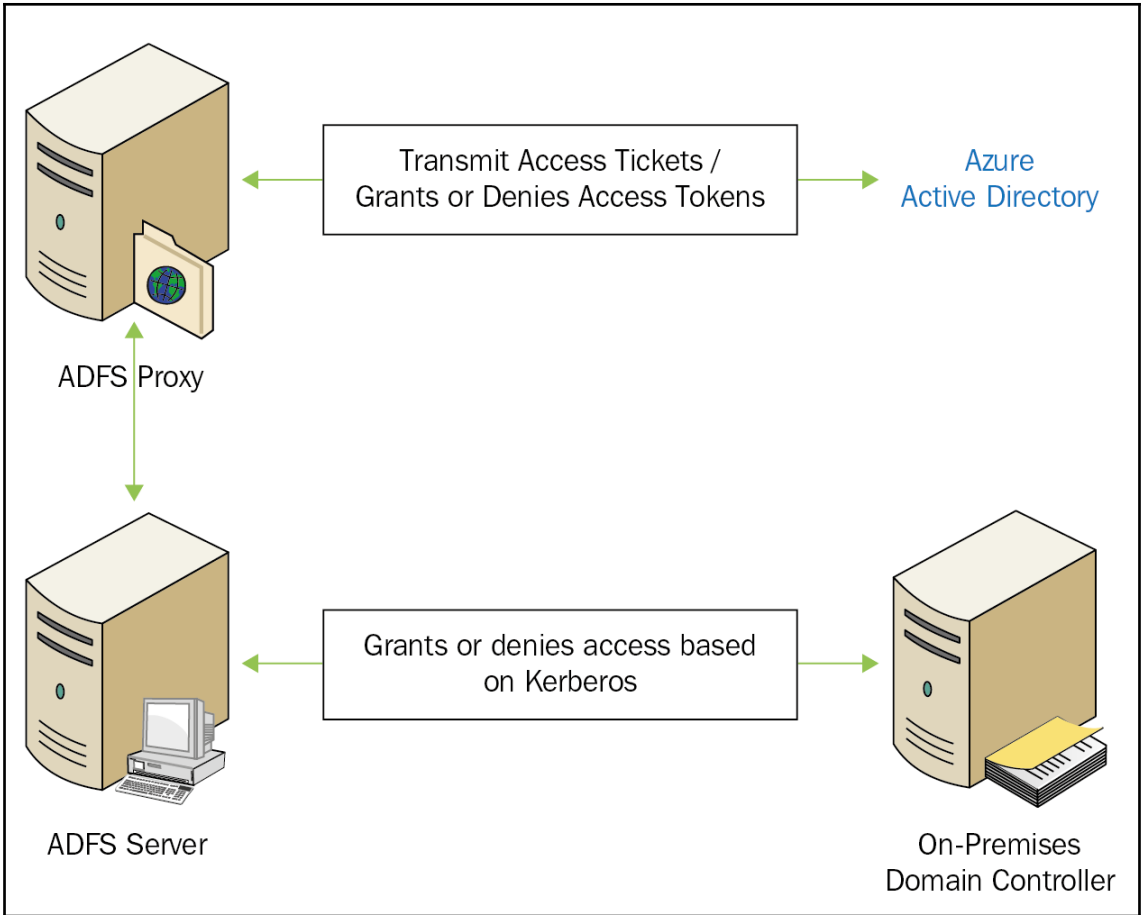 Transmit Access Tickets /
Grants or Denies Access Tokens
Azure
Active Directory
ADFS Proxy
Grants or denies access based
on Kerberos
ADFS Server
On-Premises
Domain Controller